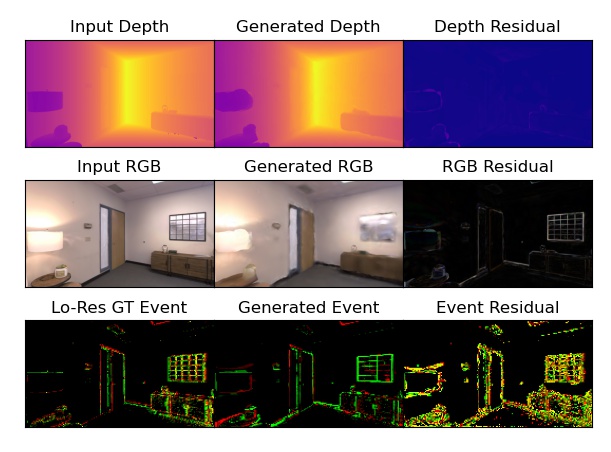 Input Depth
Generated Depth
Depth Residual
Input RGB
Generated RGB
RGB Residual
Lo-Res GT Event
Generated Event
Event Residual